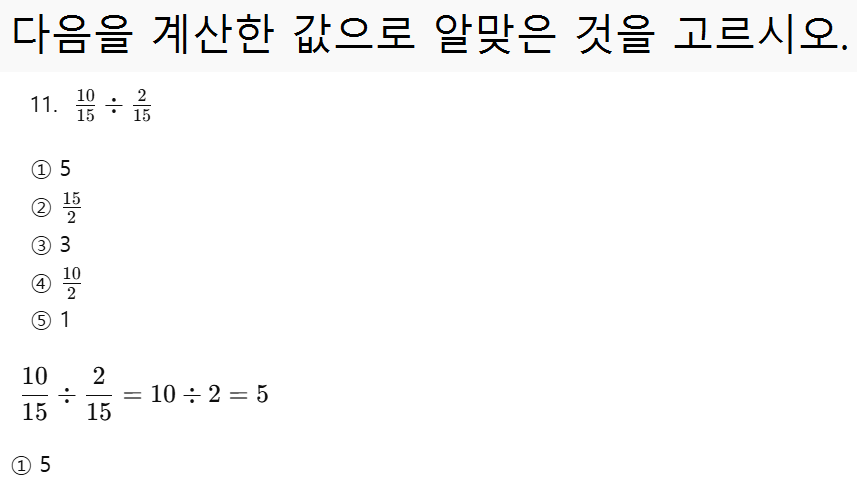 다음을 계산한 값으로 알맞은 것을 고르시오.
11. 10/15 ÷ 2/15
① 5
② 15/2
③ 3
④ 10/2
⑤ 1
10/15 ÷ 2/15 = 10 ÷ 2 = 5
① 5